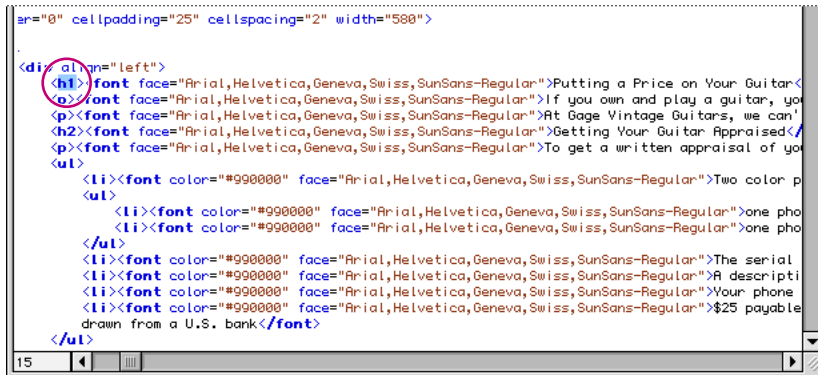 er="0" cellpadding="25" cellspacing="2" width="580">
.
<div align="left">
<h1><font face="Arial,Helvetica,Geneva,Swiss,SunSans-Regular">Putting a Price on Your Guitar<
<p><font face="Arial,Helvetica,Geneva,Swiss,SunSans-Regular">If you own and play a guitar, you
<p><font face="Arial,Helvetica,Geneva,Swiss,SunSans-Regular">At Gage Vintage Guitars, we can'
<h2><font face="Arial,Helvetica,Geneva,Swiss,SunSans-Regular">Getting Your Guitar Appraised</
<p><font face="Arial,Helvetica,Geneva,Swiss,SunSans-Regular">To get a written appraisal of you
<ul>
<li><font color="#990000" face="Arial,Helvetica,Geneva,Swiss,SunSans-Regular">Two color p
<ul>
<li><font color="#990000" face="Arial,Helvetica,Geneva,Swiss,SunSans-Regular">one pho
<li><font color="#990000" face="Arial,Helvetica,Geneva,Swiss,SunSans-Regular">one pho
</ul>
<li><font color="#990000" face="Arial,Helvetica,Geneva,Swiss,SunSans-Regular">The serial
<li><font color="#990000" face="Arial,Helvetica,Geneva,Swiss,SunSans-Regular">A descripti
<li><font color="#990000" face="Arial,Helvetica,Geneva,Swiss,SunSans-Regular">Your phone
<li><font color="#990000" face="Arial,Helvetica,Geneva,Swiss,SunSans-Regular">$25 payable
drawn from a U.S. bank</font>
</ul>
15